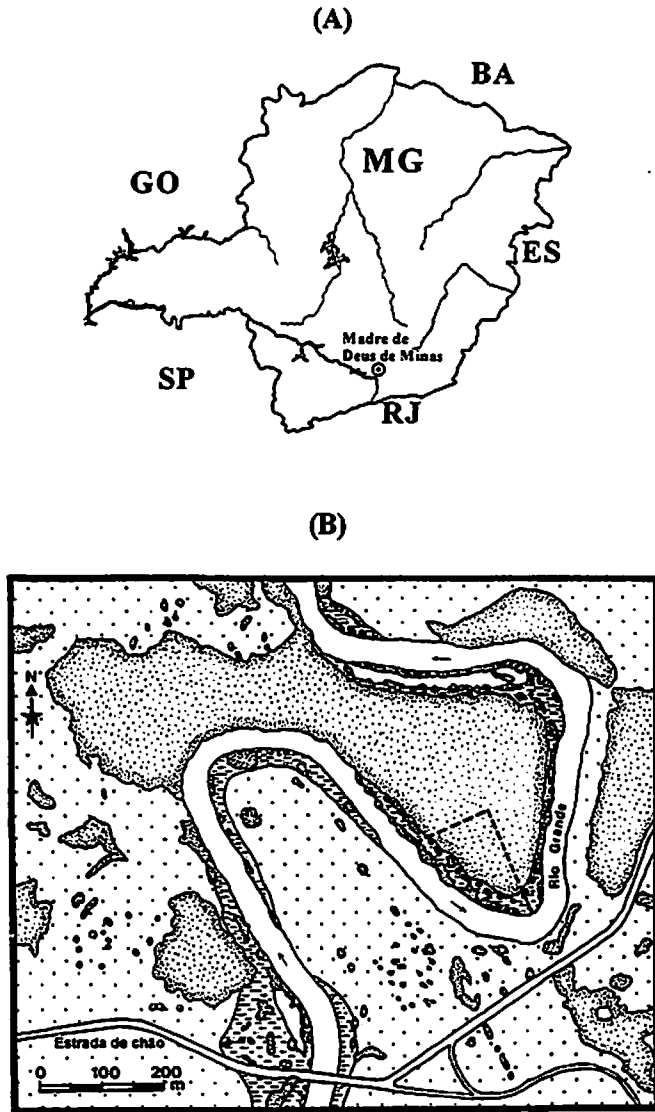 (A)
BA
MG
GO
ES
Madre de
Deus de Minas
SP
RJ
(B)
N
Rio Grande
Estrada de chão
0 100 200
m